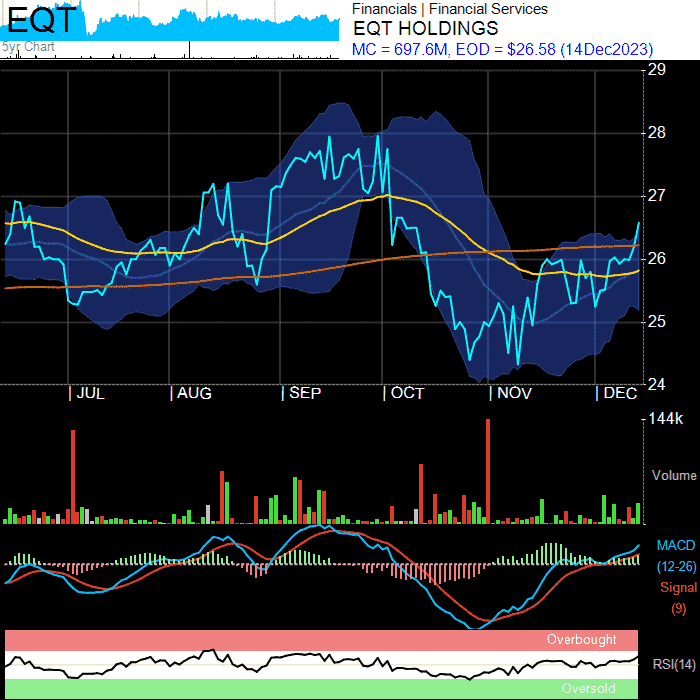 EQT
5yr Chart
Financials | Financial Services
EQT HOLDINGS
MC = 697.6M, EOD = $26.58 (14Dec2023)
29
28
27
26
25
24
| JUL | AUG | SEP | OCT | NOV | DEC
144k
Volume
MACD
(12-26)
Signal
(9)
Overbought
RSI(14)
Oversold